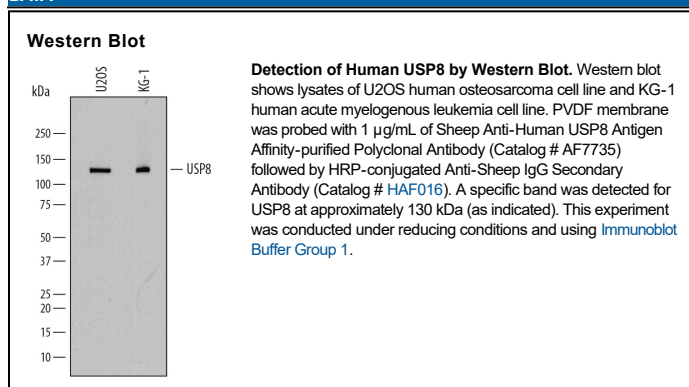 Western Blot
U2OS
KG-1
kDa
250
150
100
75
50
37
25
20
15
10
USP8
Detection of Human USP8 by Western Blot. Western blot
shows lysates of U2OS human osteosarcoma cell line and KG-1
human acute myelogenous leukemia cell line. PVDF membrane
was probed with 1 µg/mL of Sheep Anti-Human USP8 Antigen
Affinity-purified Polyclonal Antibody (Catalog # AF7735)
followed by HRP-conjugated Anti-Sheep IgG Secondary
Antibody (Catalog # HAF016). A specific band was detected for
USP8 at approximately 130 kDa (as indicated). This experiment
was conducted under reducing conditions and using Immunoblot
Buffer Group 1.